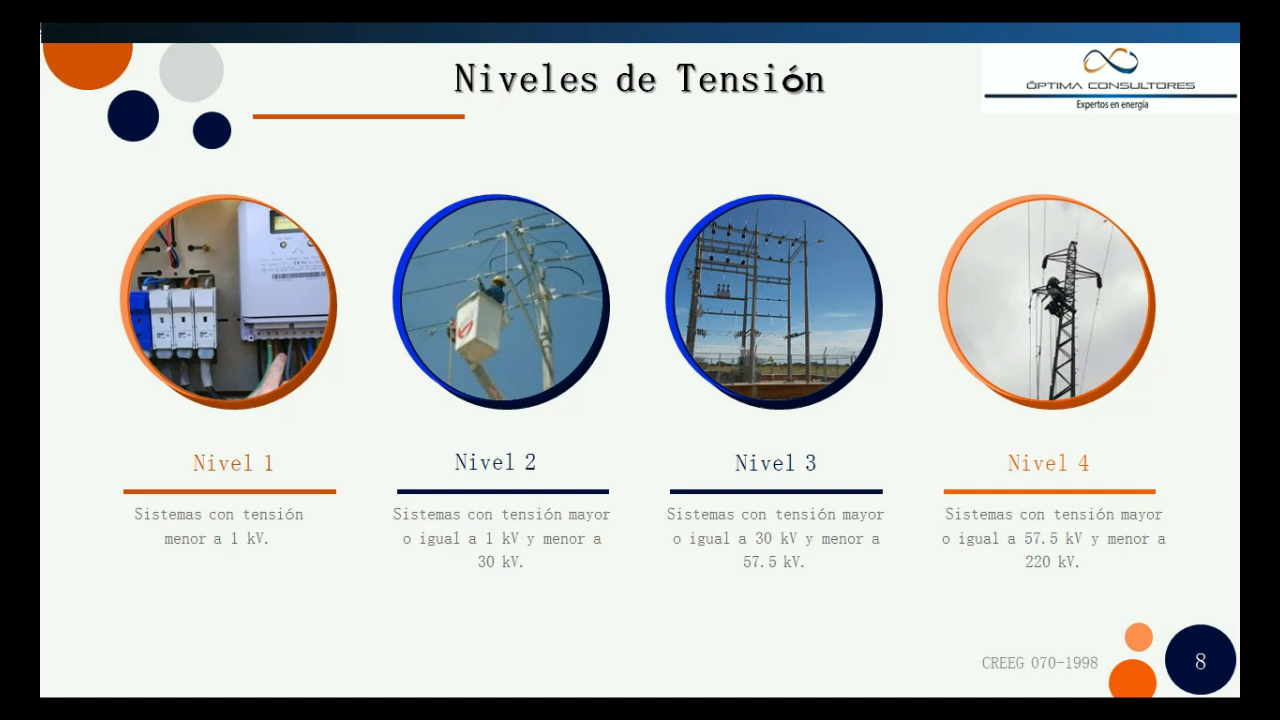 Niveles de Tensión
ÓPTIMA CONSULTORES
Expertos en energía
Nivel 1
Sistemas con tensión
menor a 1 kV.
Nivel 2
Sistemas con tensión mayor
o igual a 1 kV y menor a
30 kV.
Nivel 3
Sistemas con tensión mayor
o igual a 30 kV y menor a
57.5 kV.
Nivel 4
Sistemas con tensión mayor
o igual a 57.5 kV y menor a
220 kV.
CREEG 070-1998
8